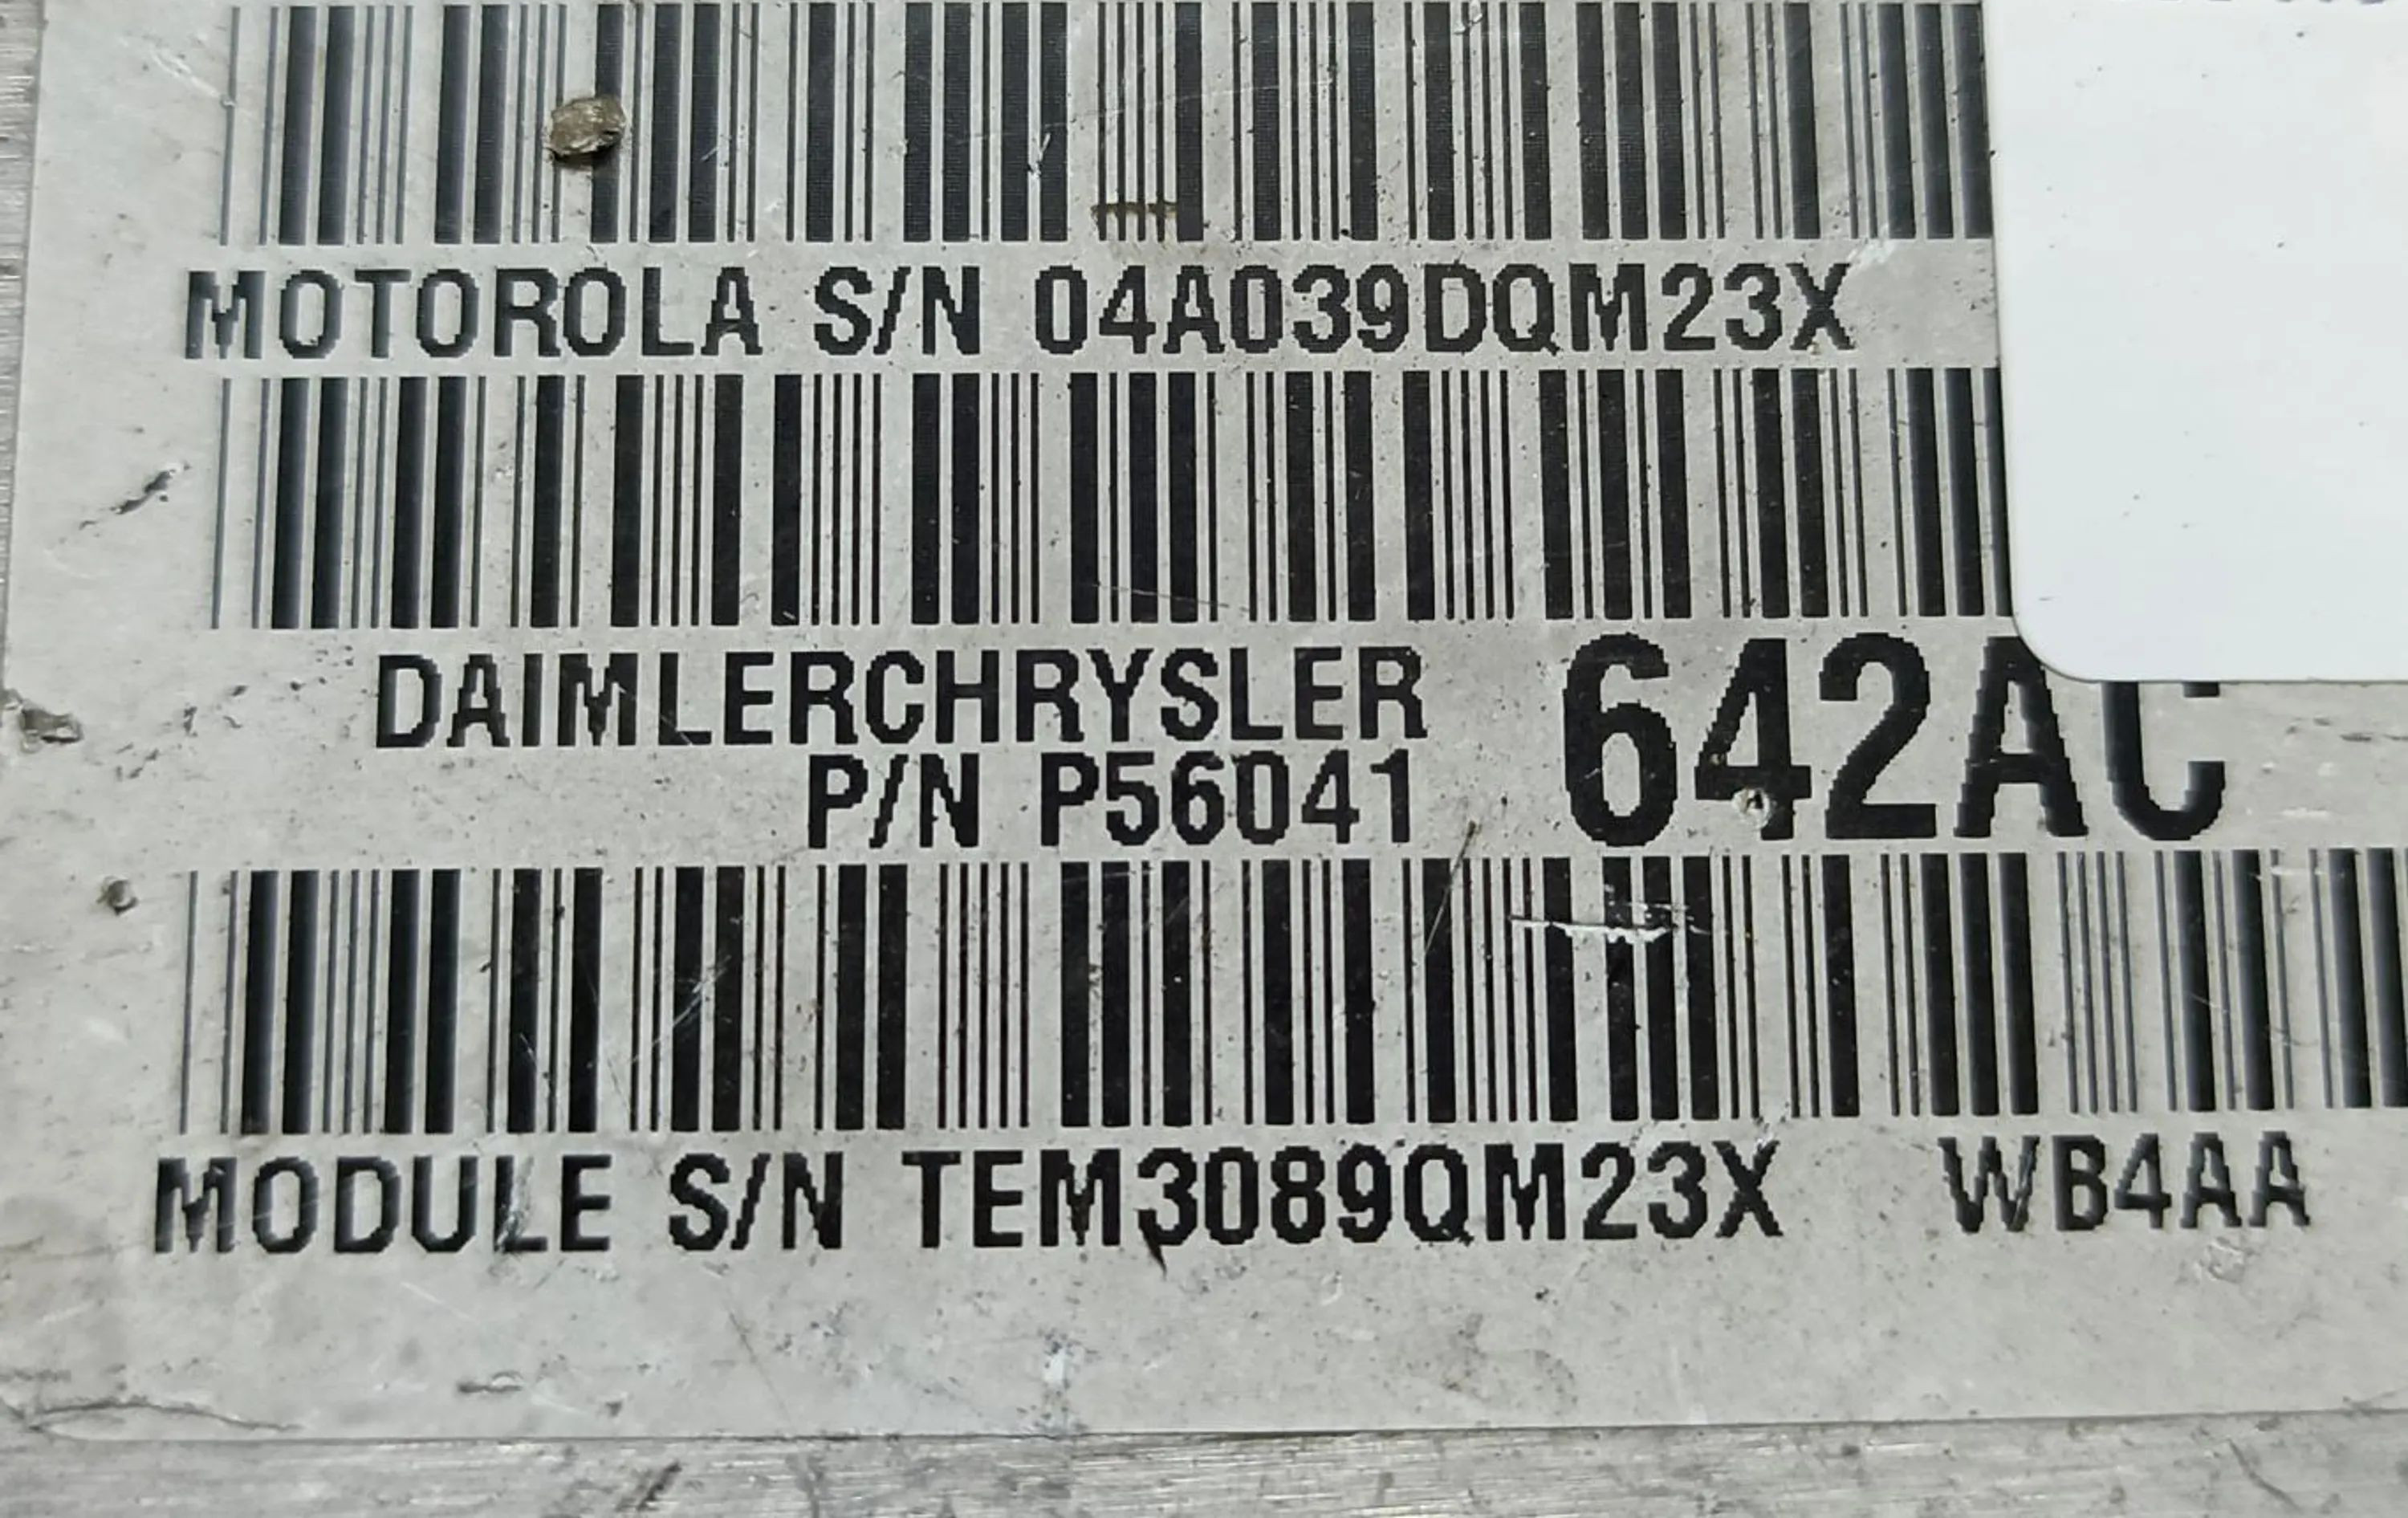 MOTOROLA S/N 04A039DQM23X
DAIMLERCHRYSLER 642AC
P/N P56041
MODULE S/N TEM3089QM23X WB4AA